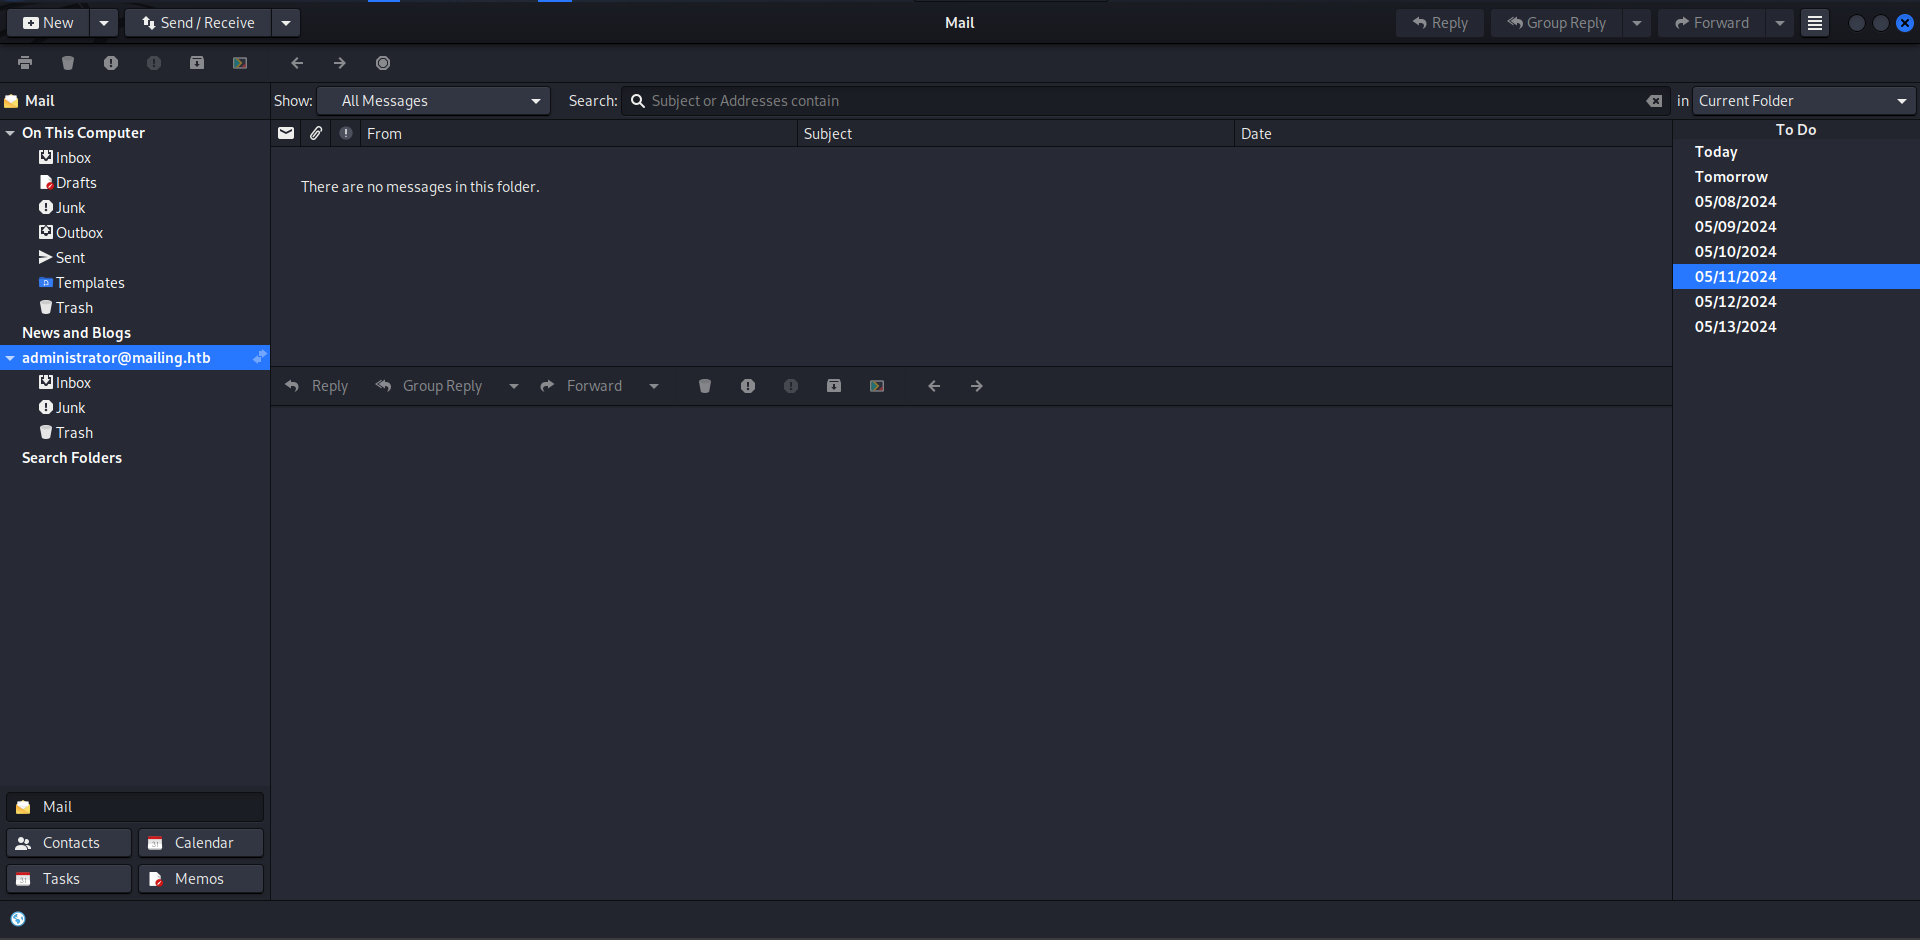 New Send / Receive Mail Reply Group Reply Forward
Mail Show: All Messages Search: Subject or Addresses contain in Current Folder
On This Computer
Inbox
Drafts
Junk
Outbox
Sent
Templates
Trash
News and Blogs
administrator@mailing.htb
Inbox
Junk
Trash
Search Folders
Mail
Contacts Calendar
Tasks Memos
From Subject Date
There are no messages in this folder.
Reply Group Reply Forward
To Do
Today
Tomorrow
05/08/2024
05/09/2024
05/10/2024
05/11/2024
05/12/2024
05/13/2024